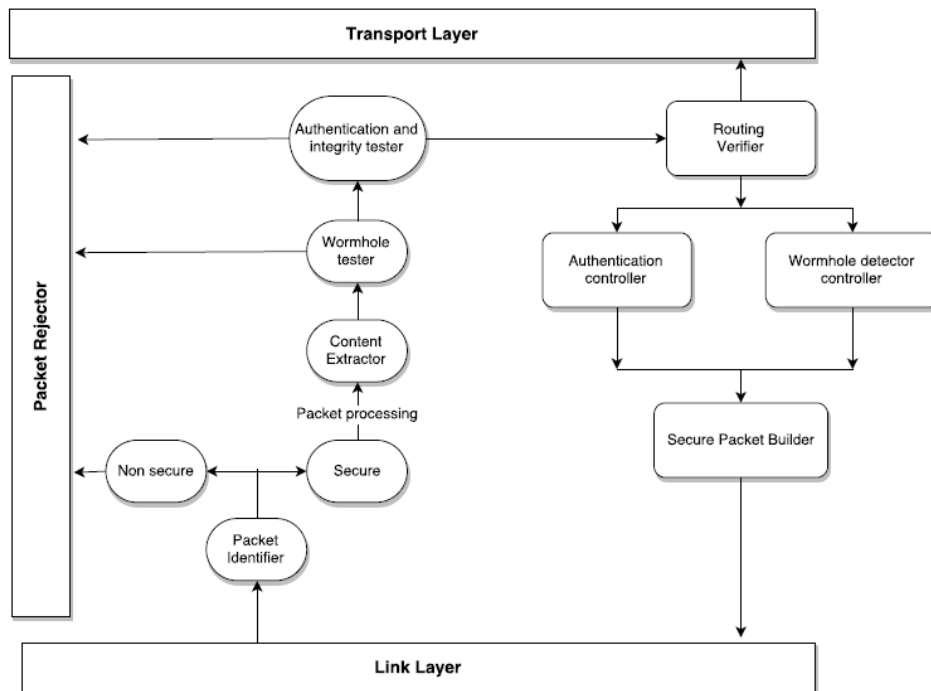 Transport Layer
Packet Rejector
Authentication and
integrity tester
Routing
Verifier
Wormhole
tester
Authentication
controller
Wormhole detector
controller
Content
Extractor
Packet processing
Secure Packet Builder
Non secure
Secure
Packet
Identifier
Link Layer